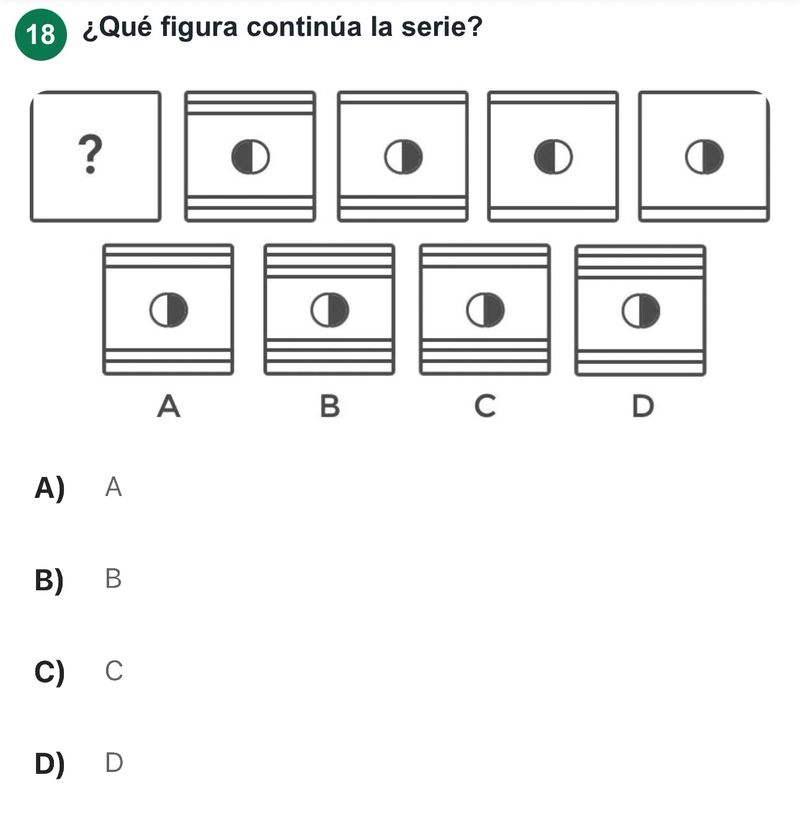 18 ¿Qué figura continúa la serie?
?
A B C D
A) A
B) B
C) C
D) D